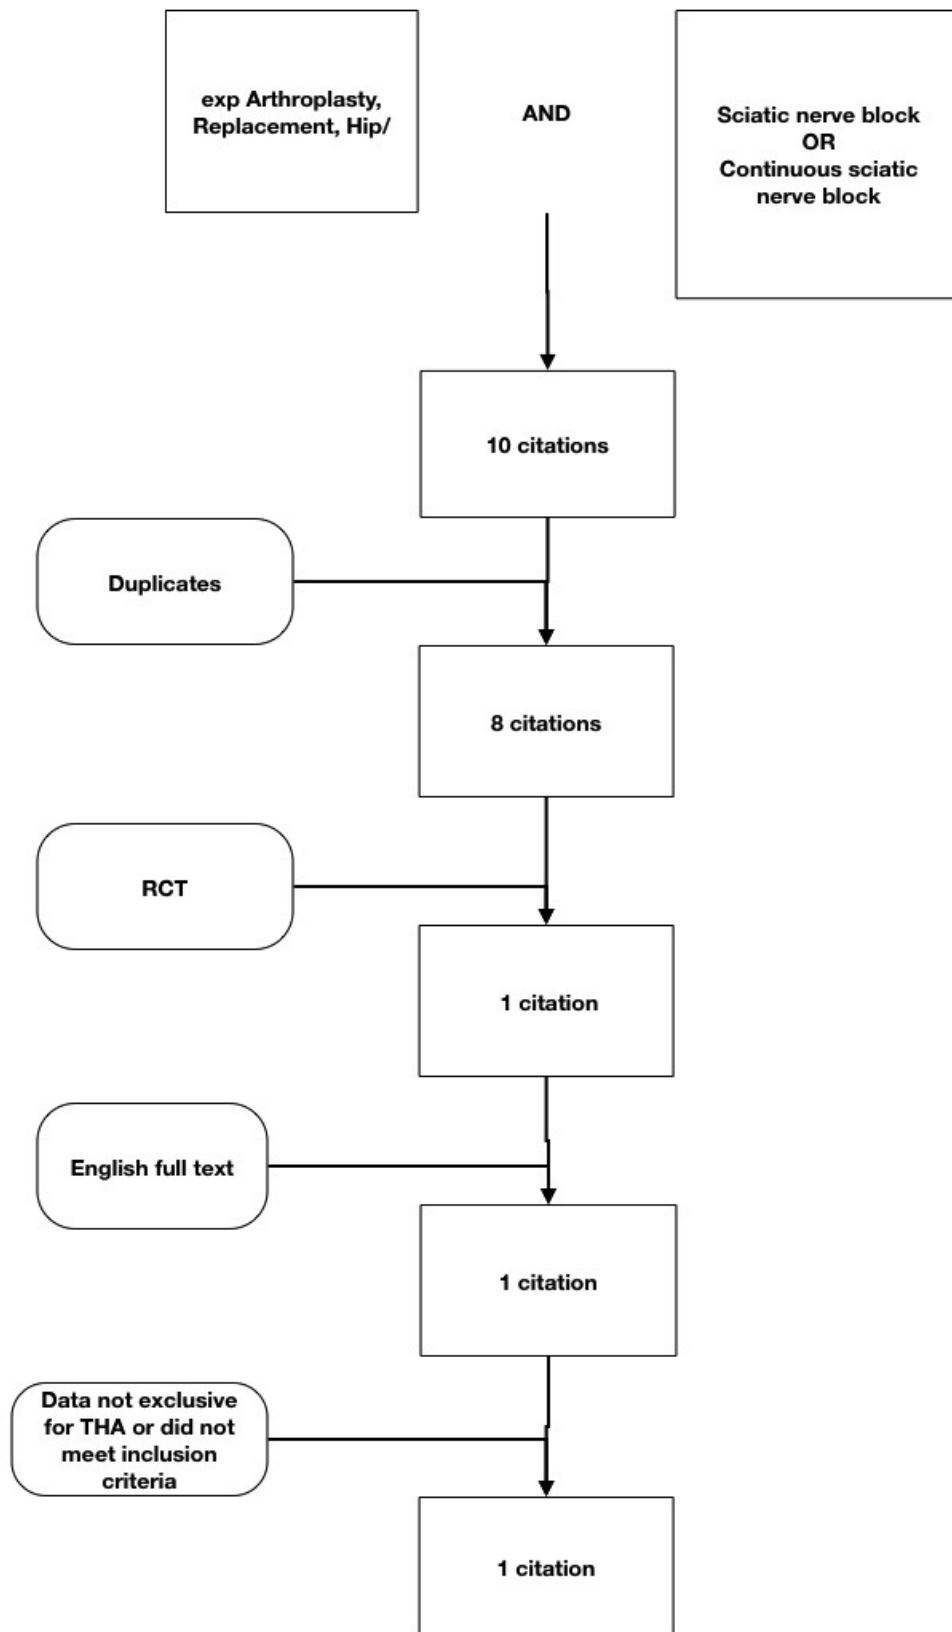 exp Arthroplasty,
Replacement, Hip/
AND
Sciatic nerve block
OR
Continuous sciatic
nerve block
10 citations
Duplicates
8 citations
RCT
1 citation
English full text
1 citation
Data not exclusive
for THA or did not
meet inclusion
criteria
1 citation